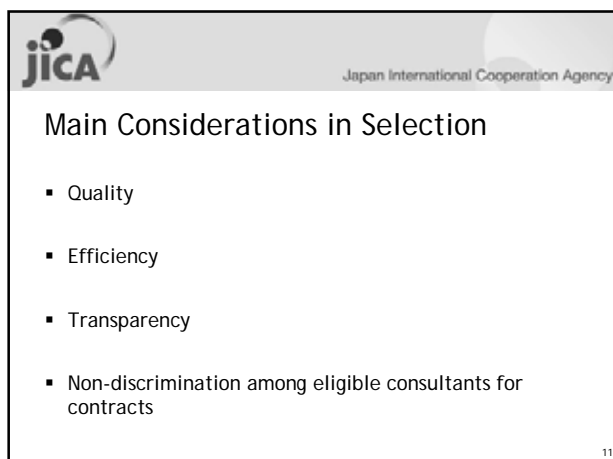 jica
Japan International Cooperation Agency
Main Considerations in Selection
▪ Quality
▪ Efficiency
▪ Transparency
▪ Non-discrimination among eligible consultants for
contracts
11